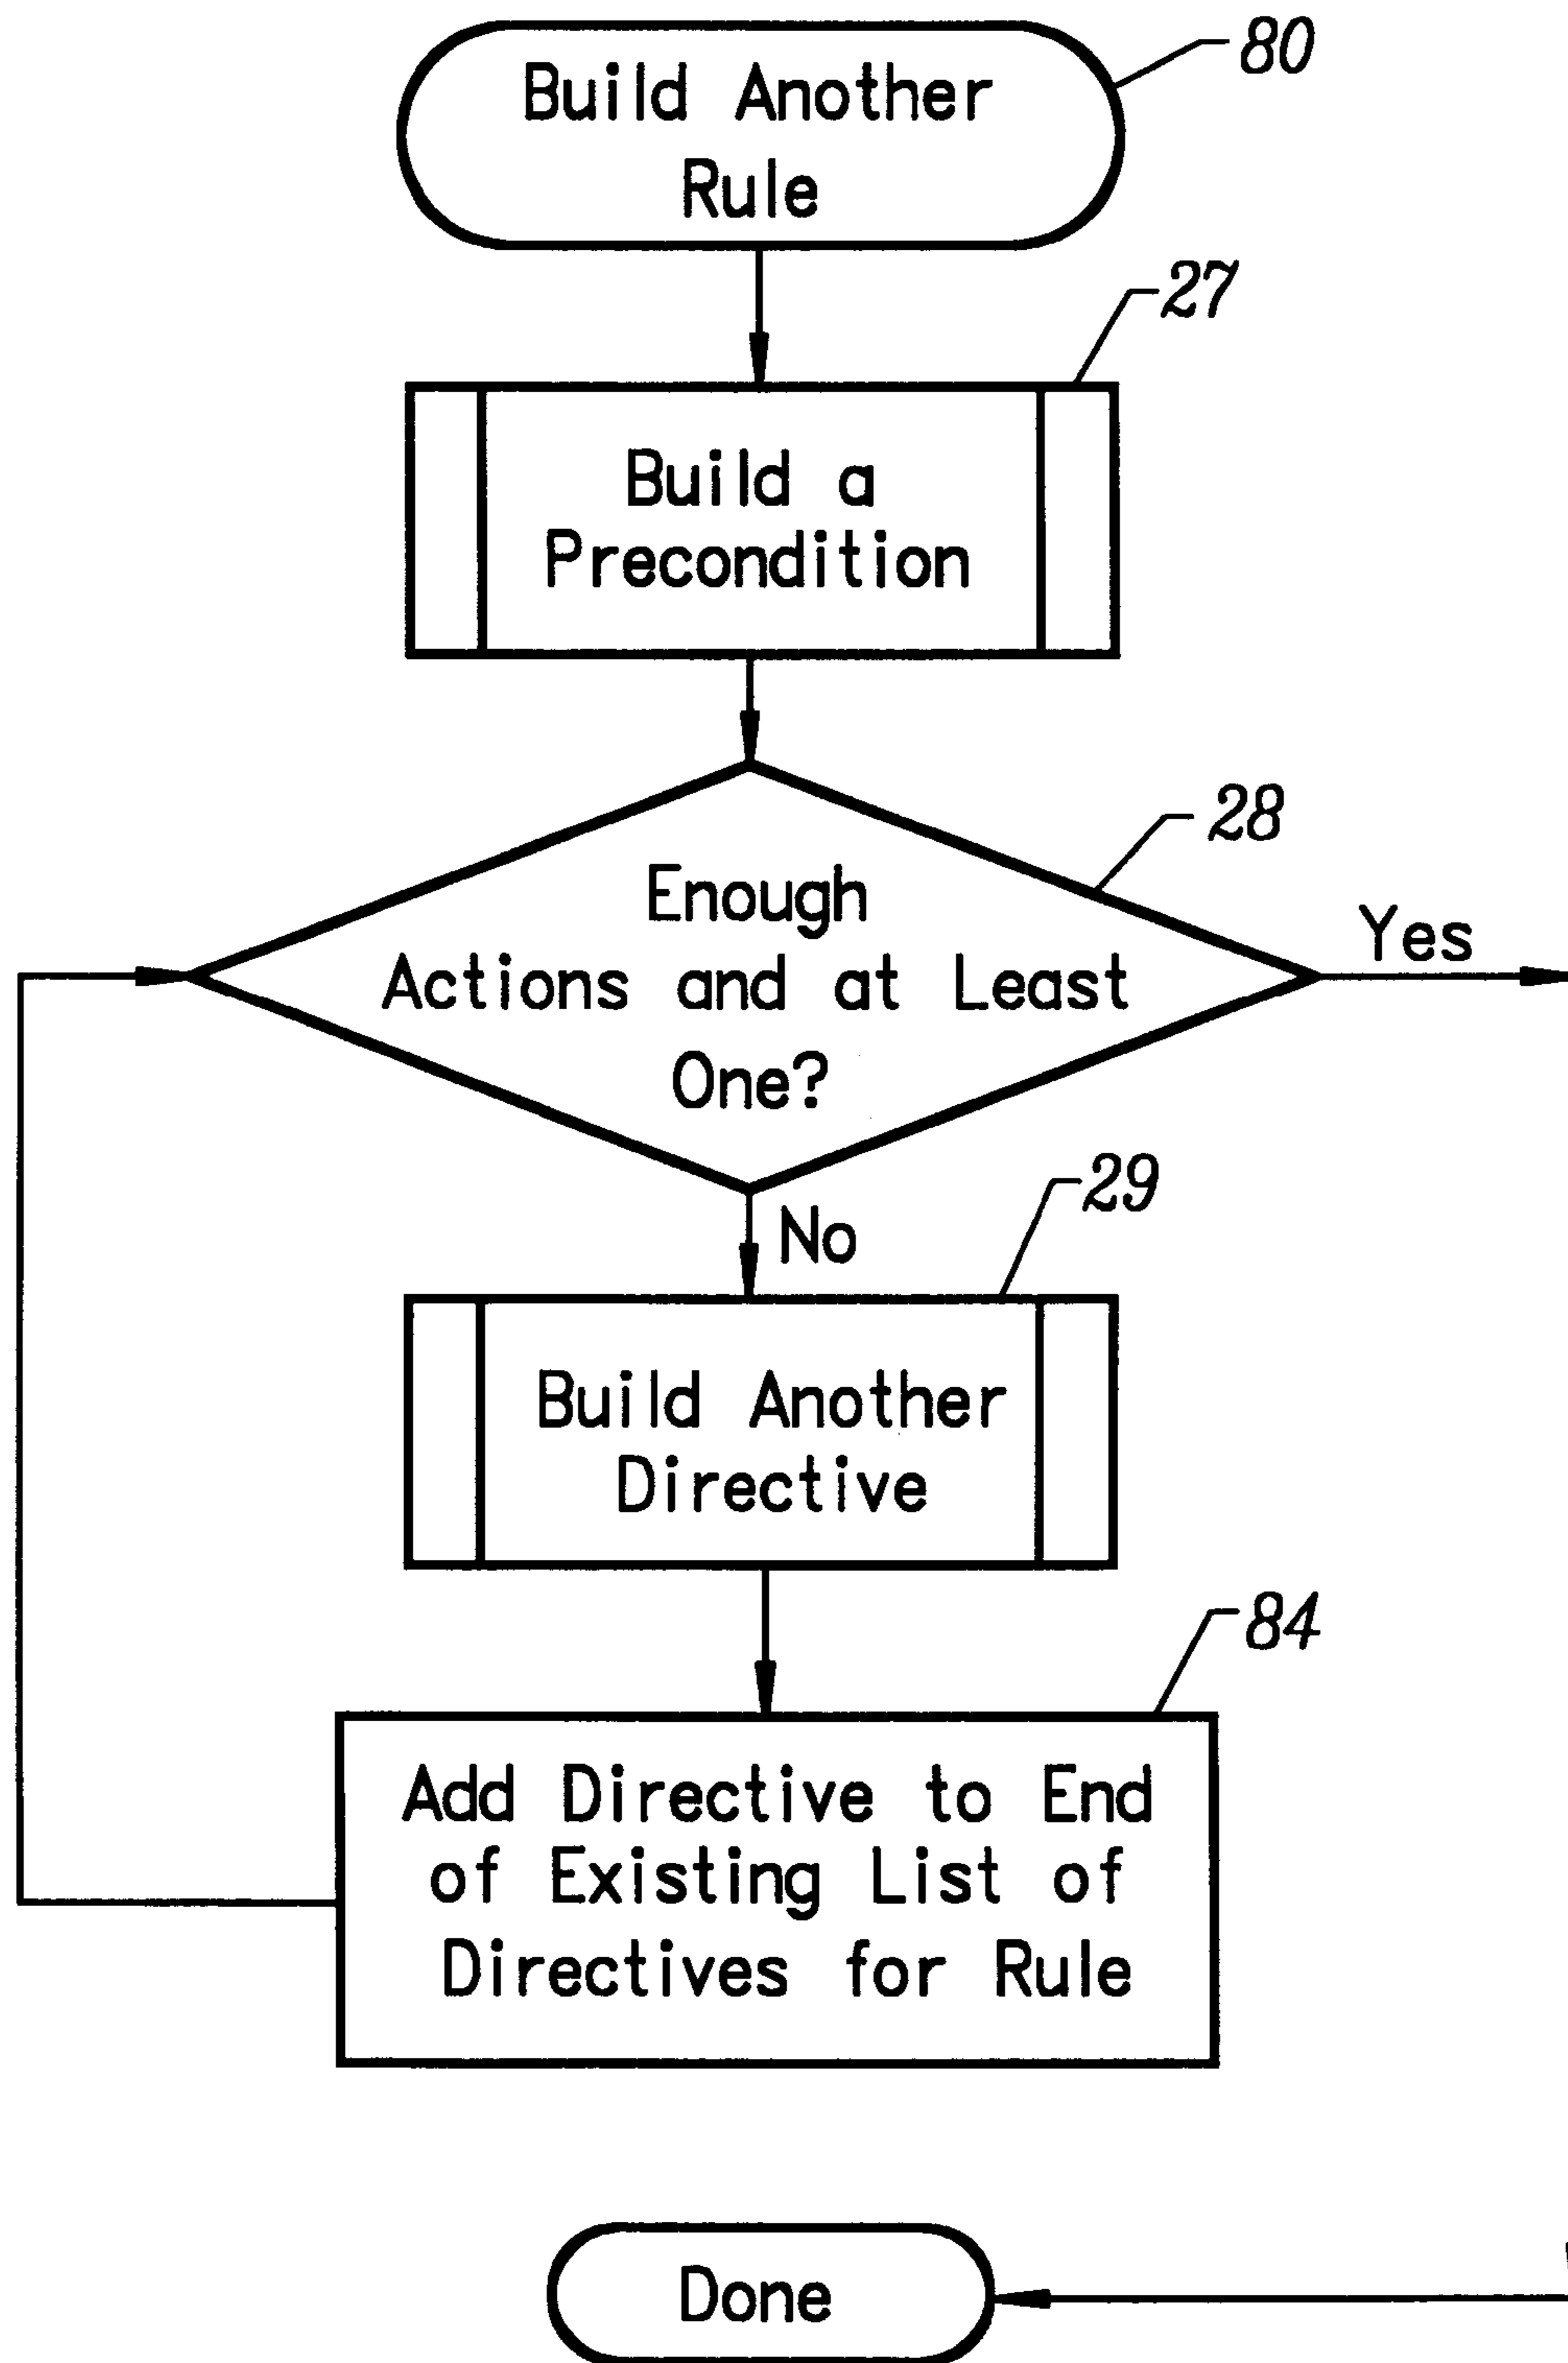 80
Build Another
Rule
27
Build a
Precondition
28
Enough
Actions and at Least
One?
Yes
No
29
Build Another
Directive
84
Add Directive to End
of Existing List of
Directives for Rule
Done